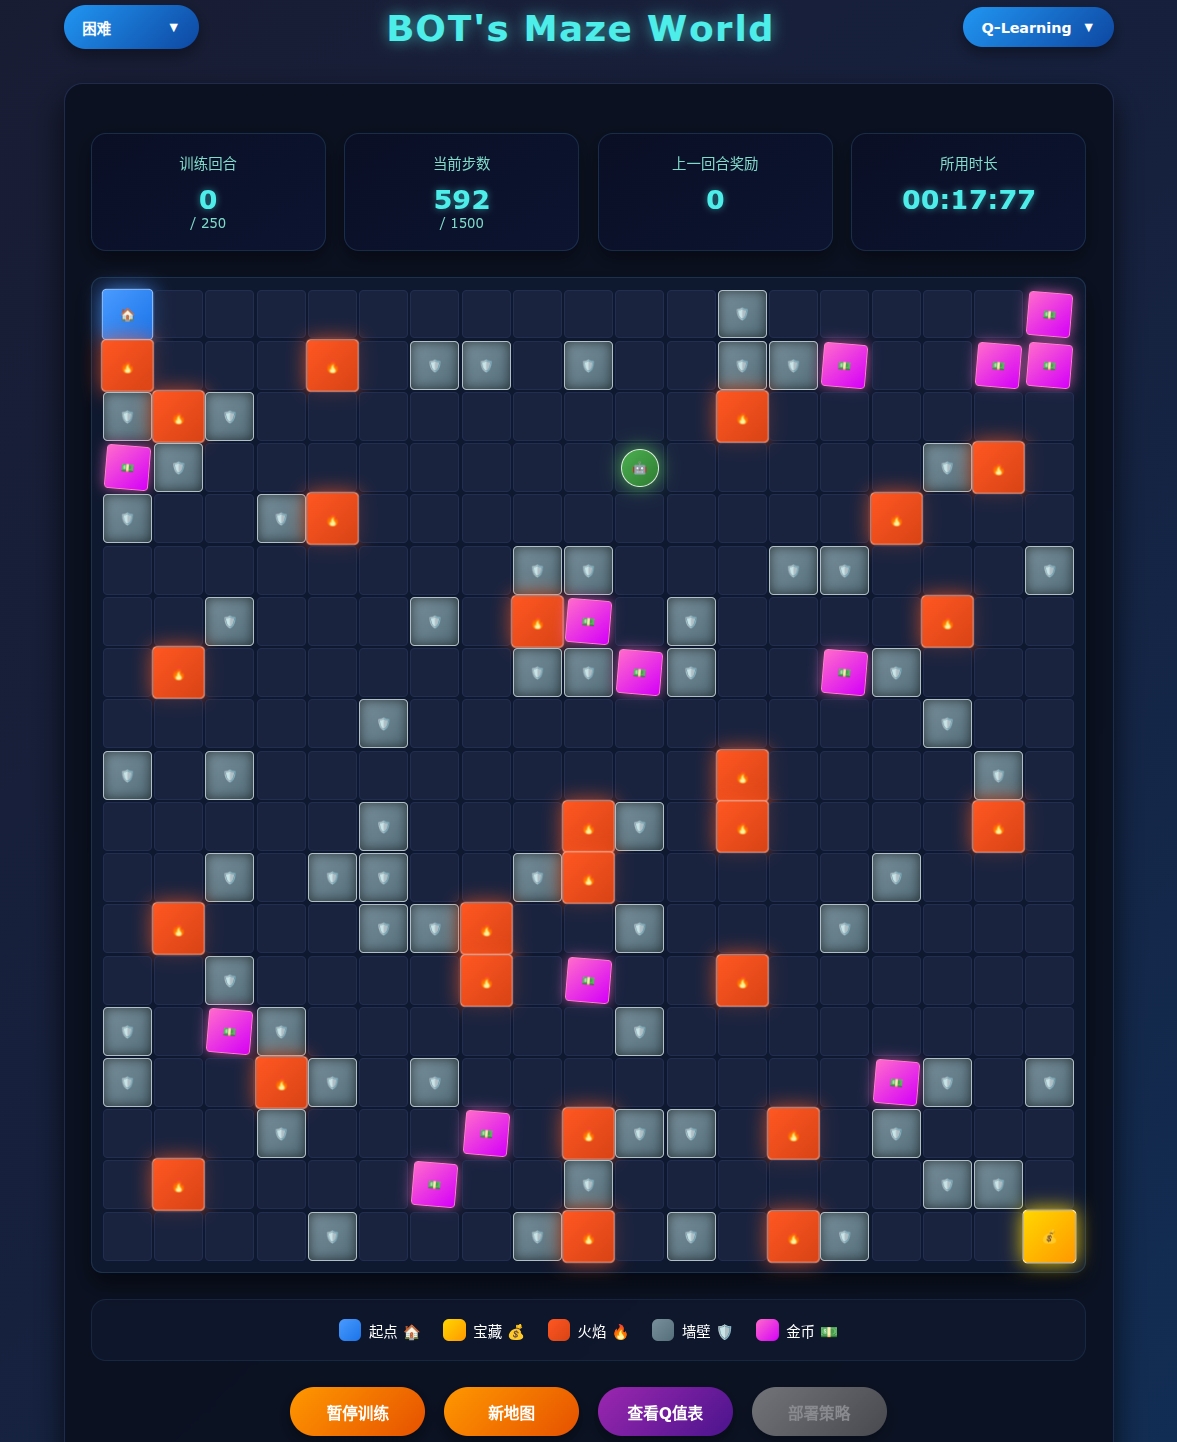 困难 ▼
BOT's Maze World
Q-Learning ▼
训练回合
0
/ 250
当前步数
592
/ 1500
上一回合奖励
0
所用时长
00:17:77
起点 🏠 宝藏 💰 火焰 🔥 墙壁 🛡️ 金币 💵
暂停训练 新地图 查看Q值表 部署策略